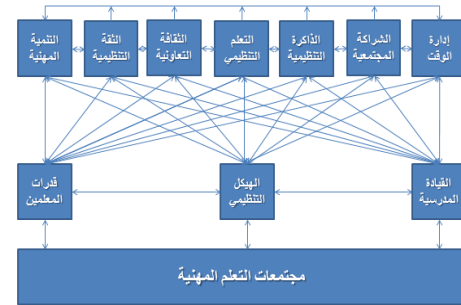 إدارة
الوقت
الشراكة
المجتمعية
الذاكرة
التنظيمية
التعلم
التنظيمي
الثقافة
التعاونية
الثقة
التنظيمية
التنمية
المهنية
القيادة
المدرسية
الهيكل
التنظيمي
قدرات
المعلمين
مجتمعات التعلم المهنية